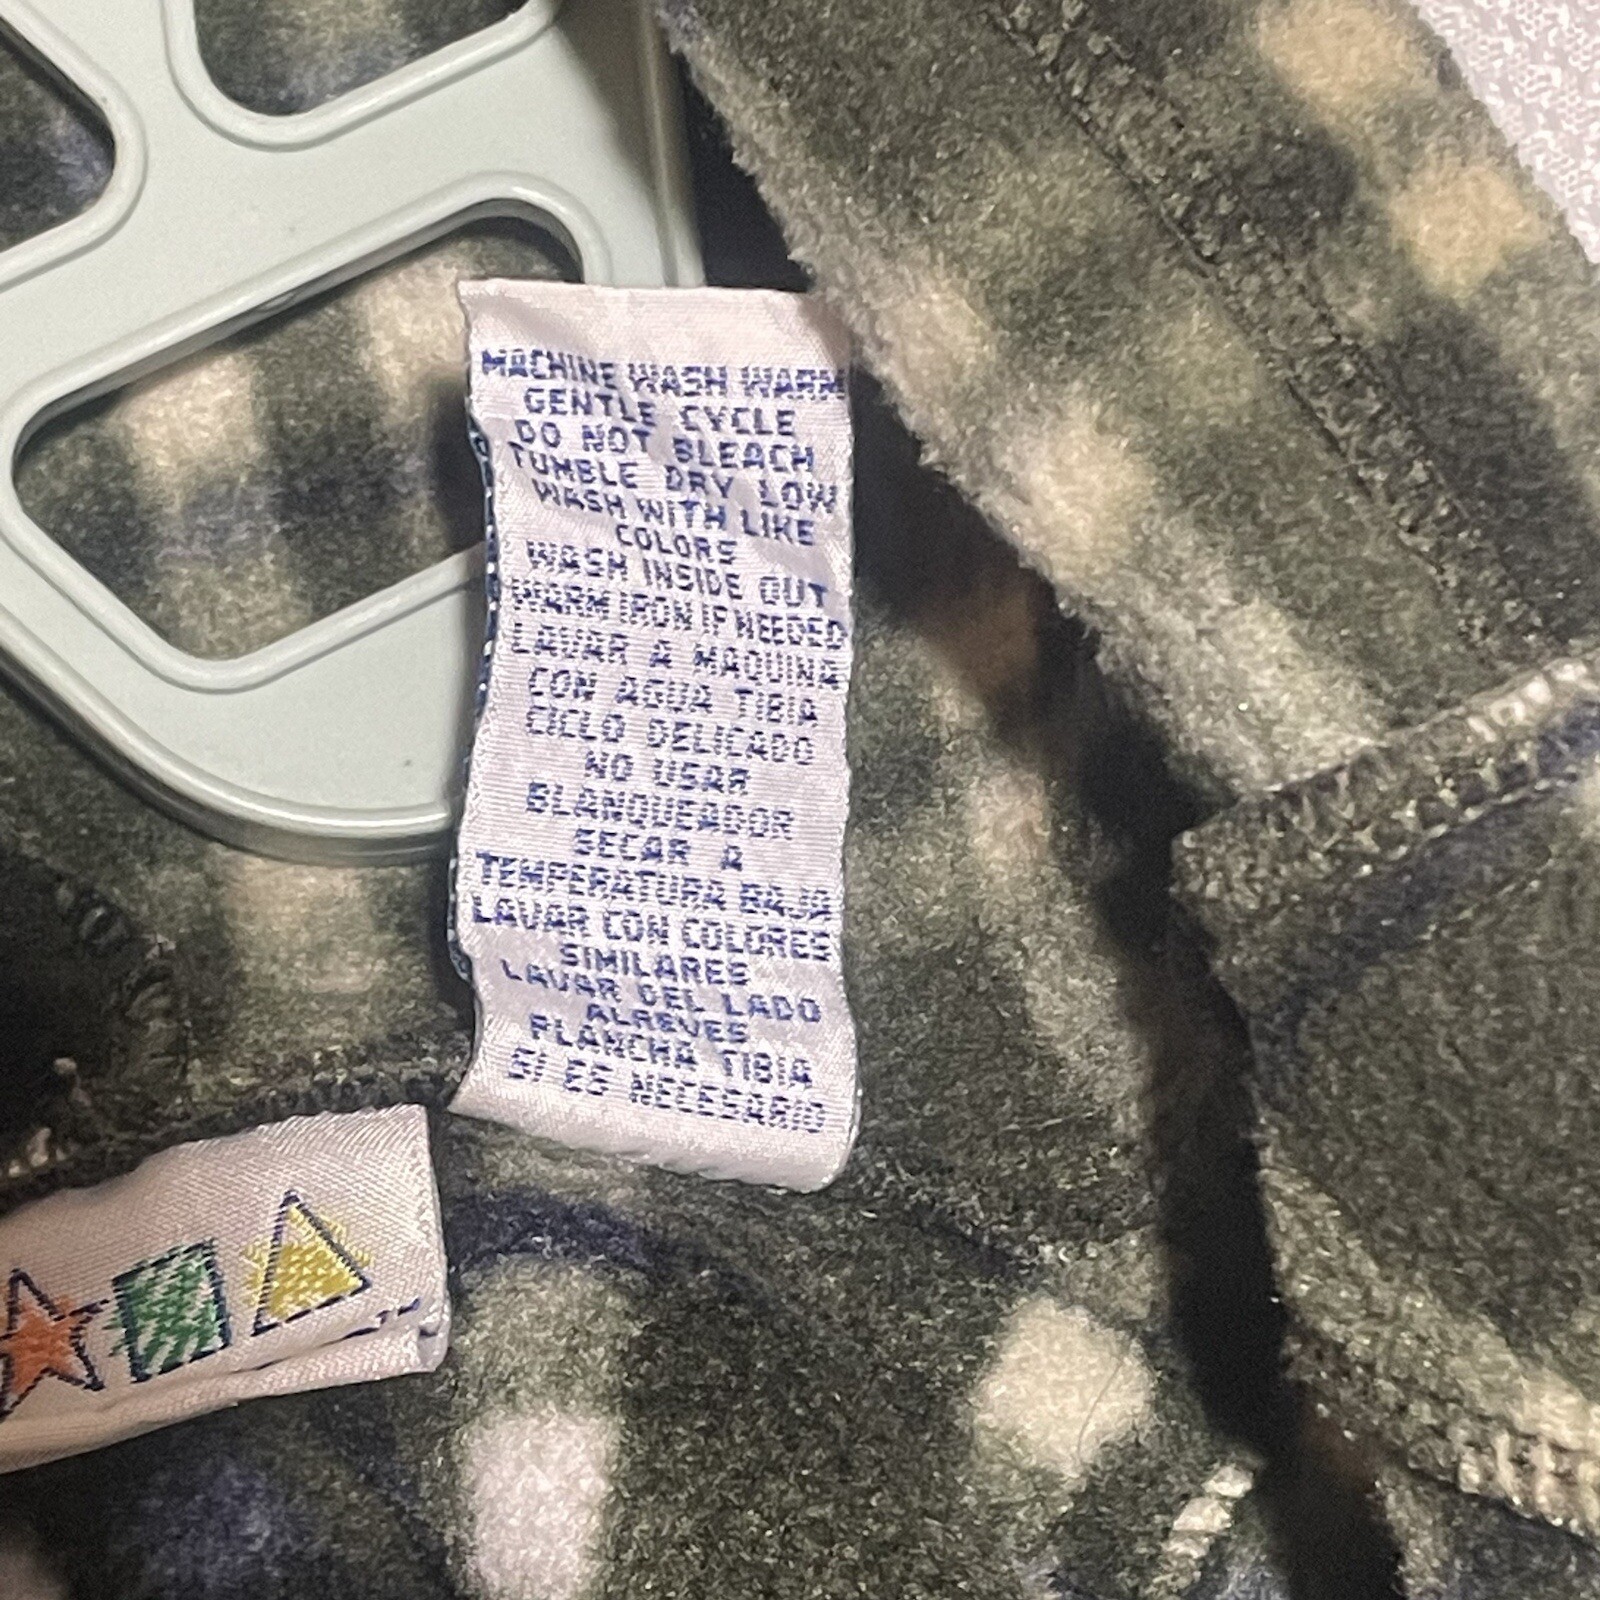 MACHINE WASH WARM
GENTLE CYCLE
DO NOT BLEACH
TUMBLE DRY LOW
WASH WITH LIKE
COLORS
WASH INSIDE OUT
WARM IRON IF NEEDED
LAVAR A MAQUINA
CON AGUA TIBIA
CICLO DELICADO
NO USAR
BLANQUEADOR
SECAR A
TEMPERATURA BAJA
LAVAR CON COLORES
SIMILARES
LAVAR DEL LADO
ALREVES
PLANCHA TIBIA
SI ES NECESARIO
TM